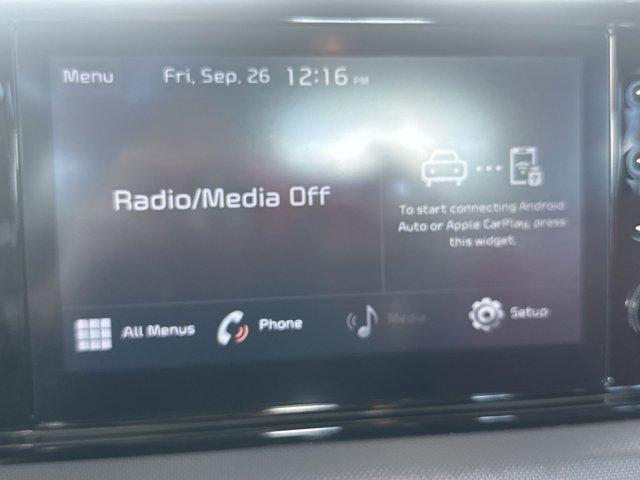 Menu Fri, Sep. 26 12:16 PM
Radio/Media Off
To start connecting Android
Auto or Apple CarPlay, press
this widget.
All Menus Phone Media Setup